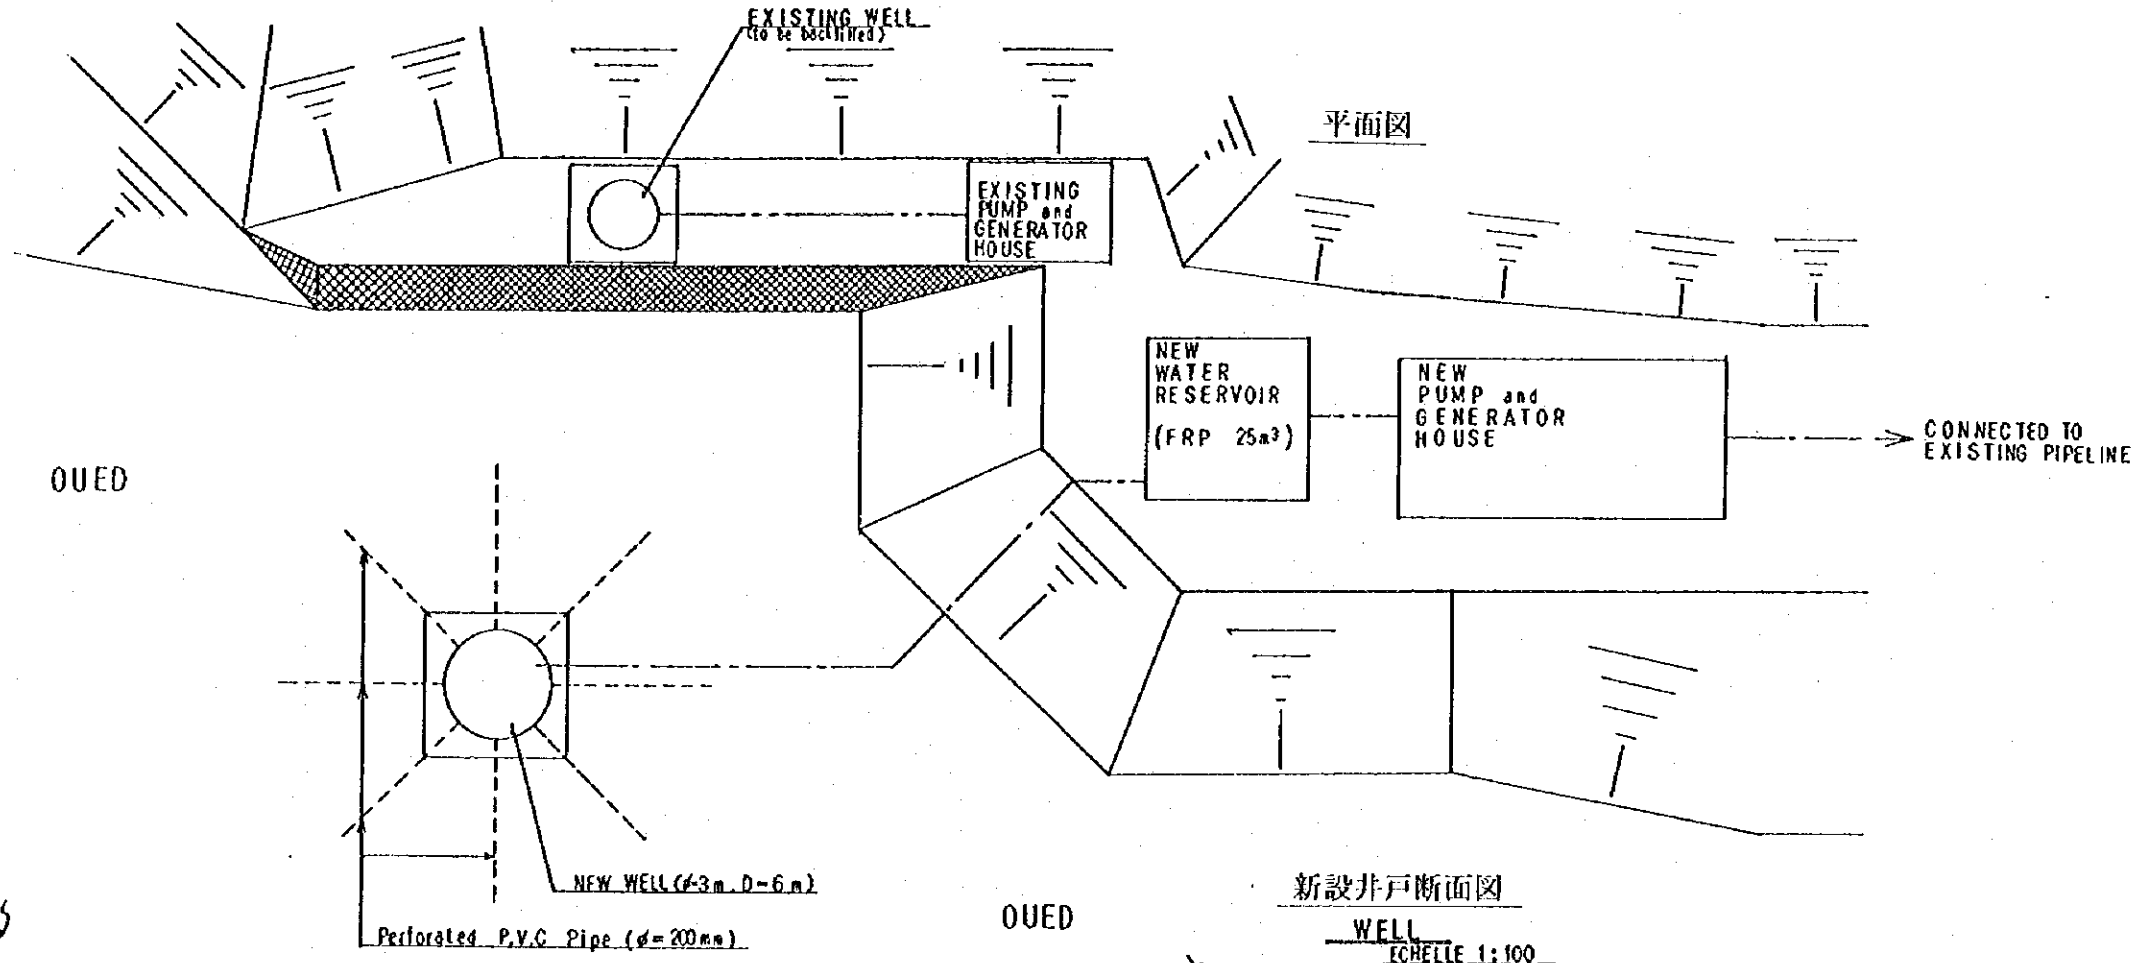 EXISTING WELL
(to be backfilled)
平面図
EXISTING
PUMP and
GENERATOR
HOUSE
NEW
WATER
RESERVOIR
(FRP 25m³)
NEW
PUMP and
GENERATOR
HOUSE
CONNECTED TO
EXISTING PIPELINE
OUED
NEW WELL (φ=3m. D=6m)
Perforated P.V.C Pipe (φ=200mm)
OUED
新設井戸断面図
WELL
ECHELLE 1:100